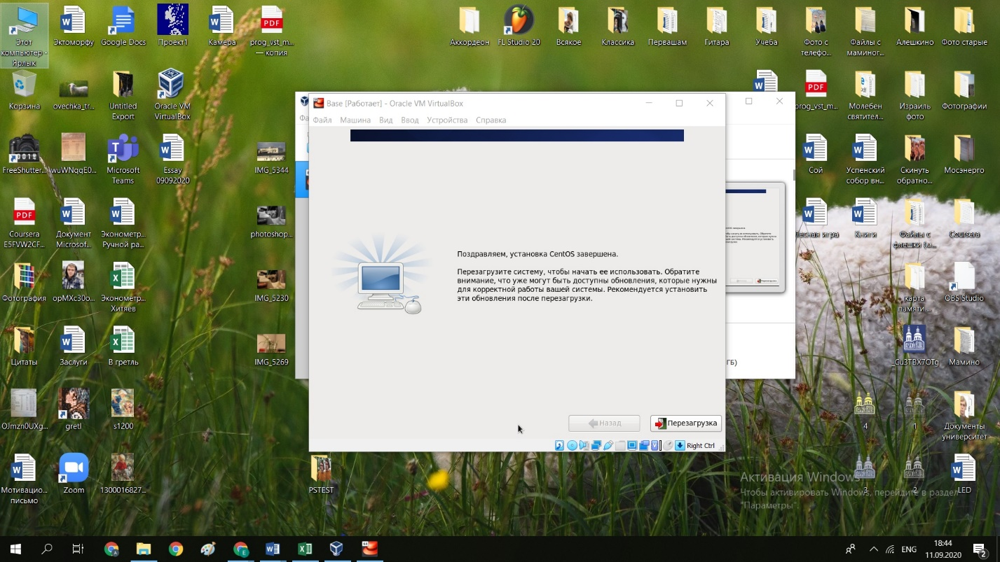 Этот
компьютер -
Ярлык
Эктоморфу
Google Docs
Проект1
Камера
prog_vst_m...
— копия
Аккордеон
FL Studio 20
Всякое
Классика
Первашам
Гитара
Учеба
Фото с
телефо...
Файлы с
маминог...
Алешкино
Фото старые
Корзина
ovechka_tr...
Untitled
Export
Oracle VM
VirtualBox
prog_vst_m...
Молебен
святител...
Израиль
фото
Фотографии
FreeShutter...
wuWNqqE0...
Microsoft
Teams
Essay
09092020
IMG_5344
Сой
Успенский
собор вн...
Скинуть
обратно...
Мосэнерго
Coursera
E5FVW2CF...
Документ
Microsof...
Эконометр...
Ручной ра...
photoshop...
Лесная игра
Книги
Файлы с
флешки (м...
Coursera
Фотография
opMXc30o...
Эконометр...
Хитяев
IMG_5230
карта
памяти...
OBS Studio
Цитаты
Заслуги
В гретль
IMG_5269
_Cu3TBX7OTg
Мамино
OJmzn0UXg...
gretl
s1200
4
1
Документы
университет
Мотивацио...
письмо
Zoom
1300016827...
PSTEST
3
2
LED
Base [Работает] - Oracle VM VirtualBox
Файл
Машина
Вид
Ввод
Устройства
Справка
Поздравляем, установка CentOS завершена.
Перезагрузите систему, чтобы начать ее использовать. Обратите
внимание, что уже могут быть доступны обновления, которые нужны
для корректной работы вашей системы. Рекомендуется установить
эти обновления после перезагрузки.
Назад
Перезагрузка
Right Ctrl
ГБ)
Активация Windows
Чтобы активировать Windows, перейдите в раздел
"Параметры".
ENG
18:44
11.09.2020
2